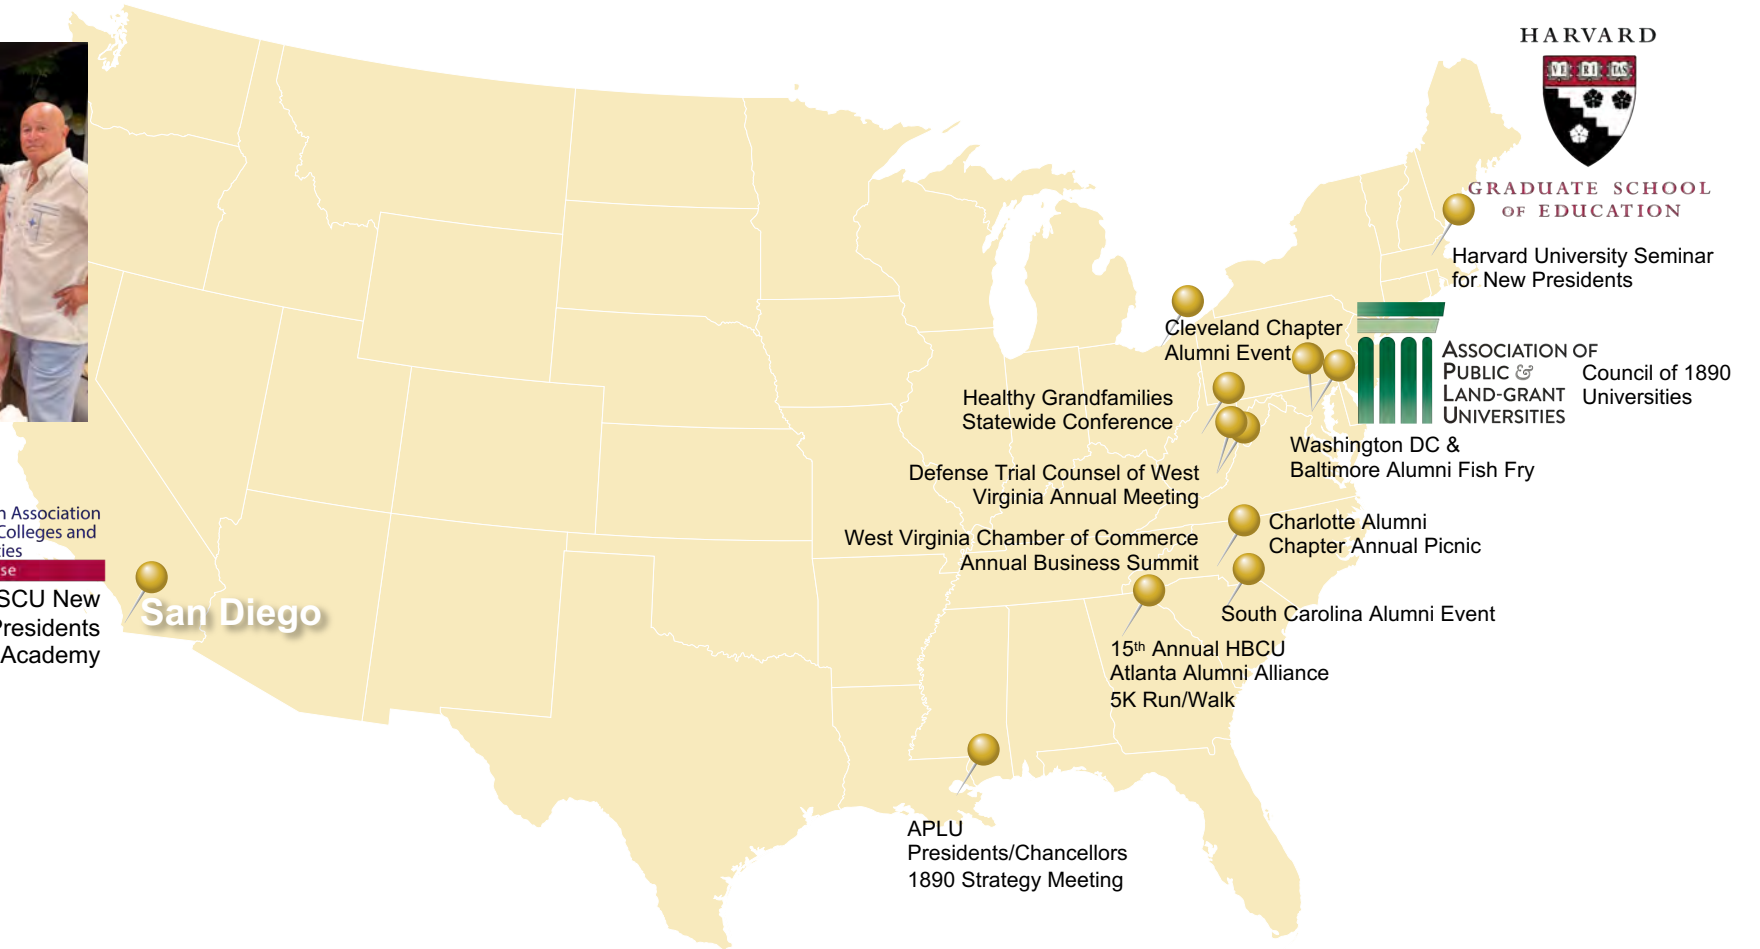 HARVARD
VE RI TAS
GRADUATE SCHOOL
OF EDUCATION
Harvard University Seminar
for New Presidents
Cleveland Chapter
Alumni Event
ASSOCIATION OF
PUBLIC &
LAND-GRANT
UNIVERSITIES
Council of 1890
Universities
Healthy Grandfamilies
Statewide Conference
Washington DC &
Baltimore Alumni Fish Fry
Defense Trial Counsel of West
Virginia Annual Meeting
West Virginia Chamber of Commerce
Annual Business Summit
Charlotte Alumni
Chapter Annual Picnic
South Carolina Alumni Event
15th Annual HBCU
Atlanta Alumni Alliance
5K Run/Walk
Association
Colleges and
San Diego
SCU New
Presidents
Academy
APLU
Presidents/Chancellors
1890 Strategy Meeting